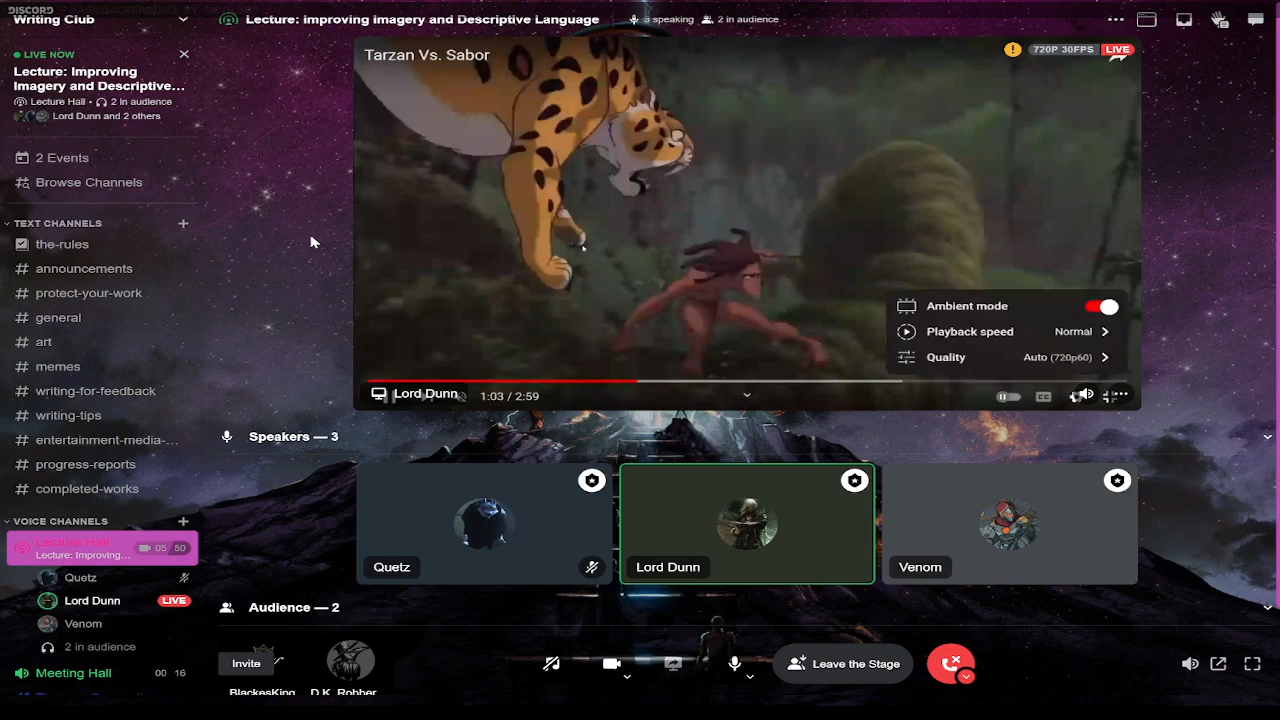 DISCORD
Writing Club
Lecture: Improving Imagery and Descriptive Language
3 speaking
2 in audience
LIVE NOW
Lecture: Improving
Imagery and Descriptive...
Lecture Hall • 2 in audience
Lord Dunn and 2 others
2 Events
Browse Channels
TEXT CHANNELS
the-rules
announcements
protect-your-work
general
art
memes
writing-for-feedback
writing-tips
entertainment-media-...
progress-reports
completed-works
VOICE CHANNELS
Lecture Hall
Lecture: Improving...
05 50
Quetz
Lord Dunn LIVE
Venom
2 in audience
Meeting Hall 00 16
Tarzan Vs. Sabor
720P 30FPS LIVE
Ambient mode
Playback speed Normal
Quality Auto (720p60)
Lord Dunn
1:03 / 2:59
CC
Speakers — 3
Quetz
Lord Dunn
Venom
Audience — 2
Invite
BlackesKing
D.K. Robber
Leave the Stage